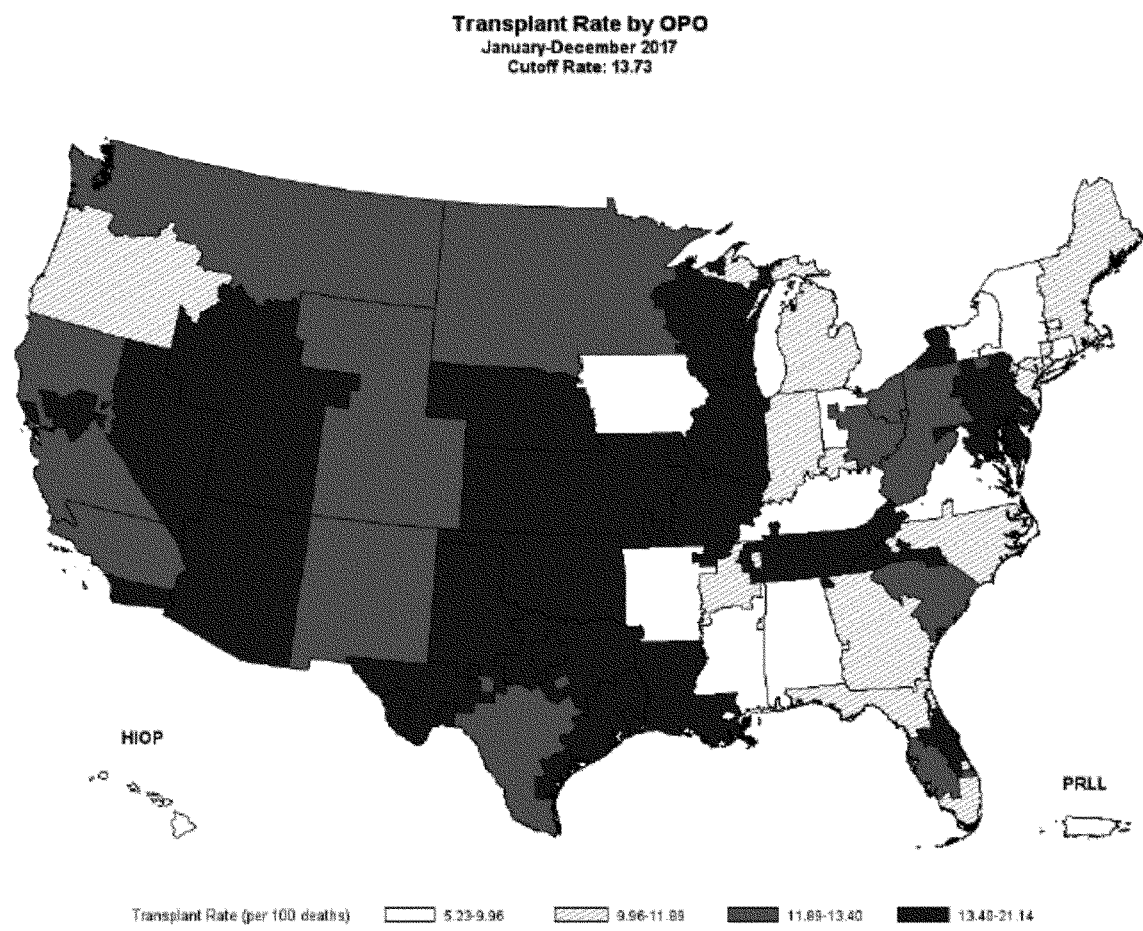 Transplant Rate by OPO
January-December 2017
Cutoff Rate: 13.73
HIOP
PRLL
Transplant Rate (per 100 deaths) 5.23-9.96 9.96-11.89 11.89-13.40 13.40-21.14